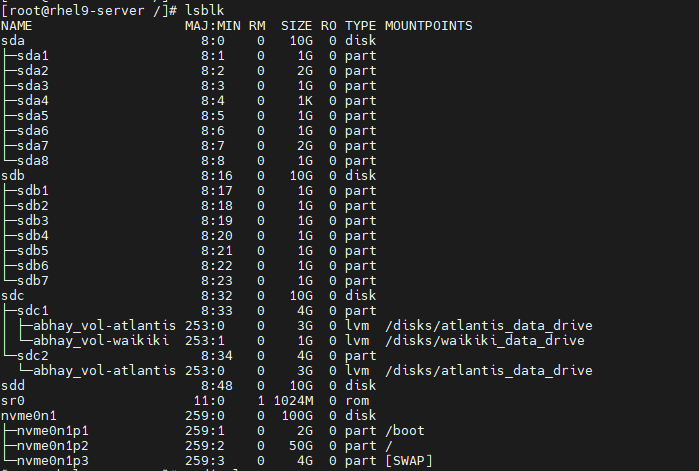 [root@rhel9-server /]# lsblk
NAME                   MAJ:MIN RM  SIZE RO TYPE MOUNTPOINTS
sda                      8:0    0   10G  0 disk
├─sda1                   8:1    0    1G  0 part
├─sda2                   8:2    0    2G  0 part
├─sda3                   8:3    0    1G  0 part
├─sda4                   8:4    0    1K  0 part
├─sda5                   8:5    0    1G  0 part
├─sda6                   8:6    0    1G  0 part
├─sda7                   8:7    0    2G  0 part
└─sda8                   8:8    0    1G  0 part
sdb                      8:16   0   10G  0 disk
├─sdb1                   8:17   0    1G  0 part
├─sdb2                   8:18   0    1G  0 part
├─sdb3                   8:19   0    1G  0 part
├─sdb4                   8:20   0    1G  0 part
├─sdb5                   8:21   0    1G  0 part
├─sdb6                   8:22   0    1G  0 part
└─sdb7                   8:23   0    1G  0 part
sdc                      8:32   0   10G  0 disk
├─sdc1                   8:33   0    4G  0 part
│ ├─abhay_vol-atlantis 253:0    0    3G  0 lvm  /disks/atlantis_data_drive
│ └─abhay_vol-waikiki  253:1    0    1G  0 lvm  /disks/waikiki_data_drive
└─sdc2                   8:34   0    4G  0 part
  └─abhay_vol-atlantis 253:0    0    3G  0 lvm  /disks/atlantis_data_drive
sdd                      8:48   0   10G  0 disk
sr0                     11:0    1 1024M  0 rom
nvme0n1                259:0    0  100G  0 disk
├─nvme0n1p1            259:1    0    2G  0 part /boot
├─nvme0n1p2            259:2    0   50G  0 part /
└─nvme0n1p3            259:3    0    4G  0 part [SWAP]